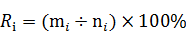 Rᵢ = (mᵢ ÷ nᵢ) × 100%